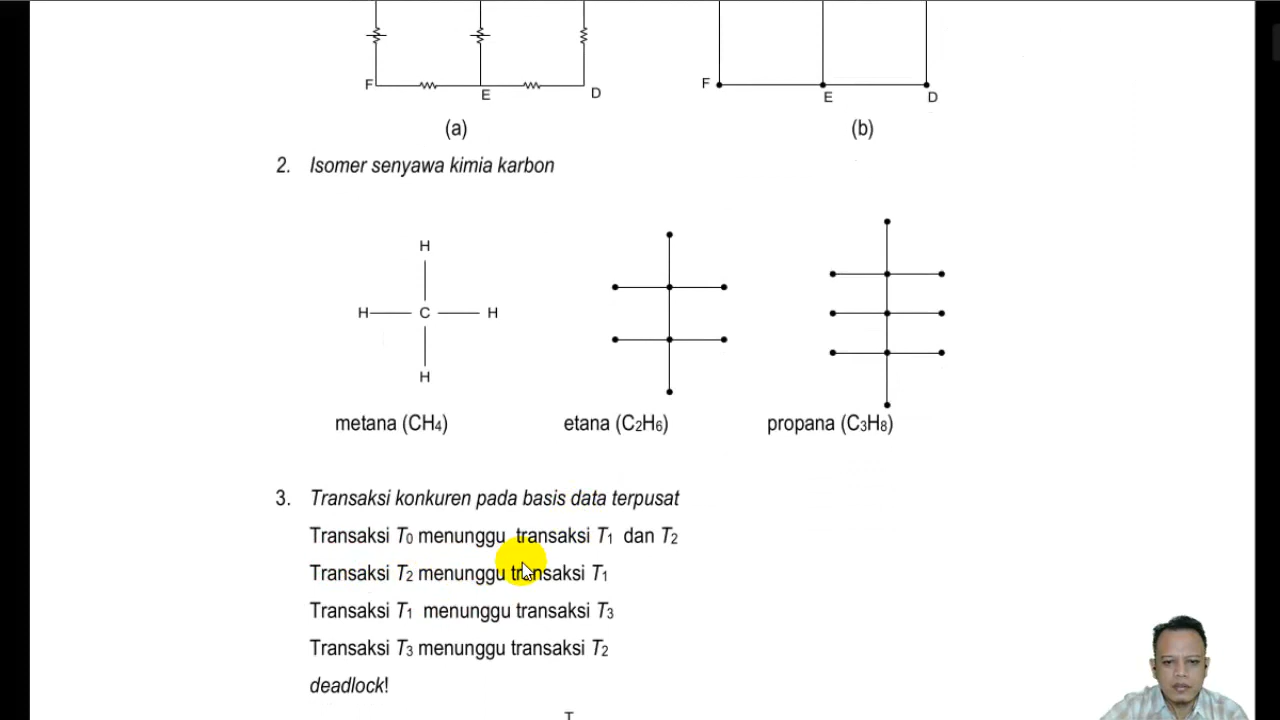 F
E
D
F
E
D
(a)
(b)
2. Isomer senyawa kimia karbon
H
H C H
H
metana (CH4)
etana (C2H6)
propana (C3H8)
3. Transaksi konkuren pada basis data terpusat
Transaksi T0 menunggu transaksi T1 dan T2
Transaksi T2 menunggu transaksi T1
Transaksi T1 menunggu transaksi T3
Transaksi T3 menunggu transaksi T2
deadlock!